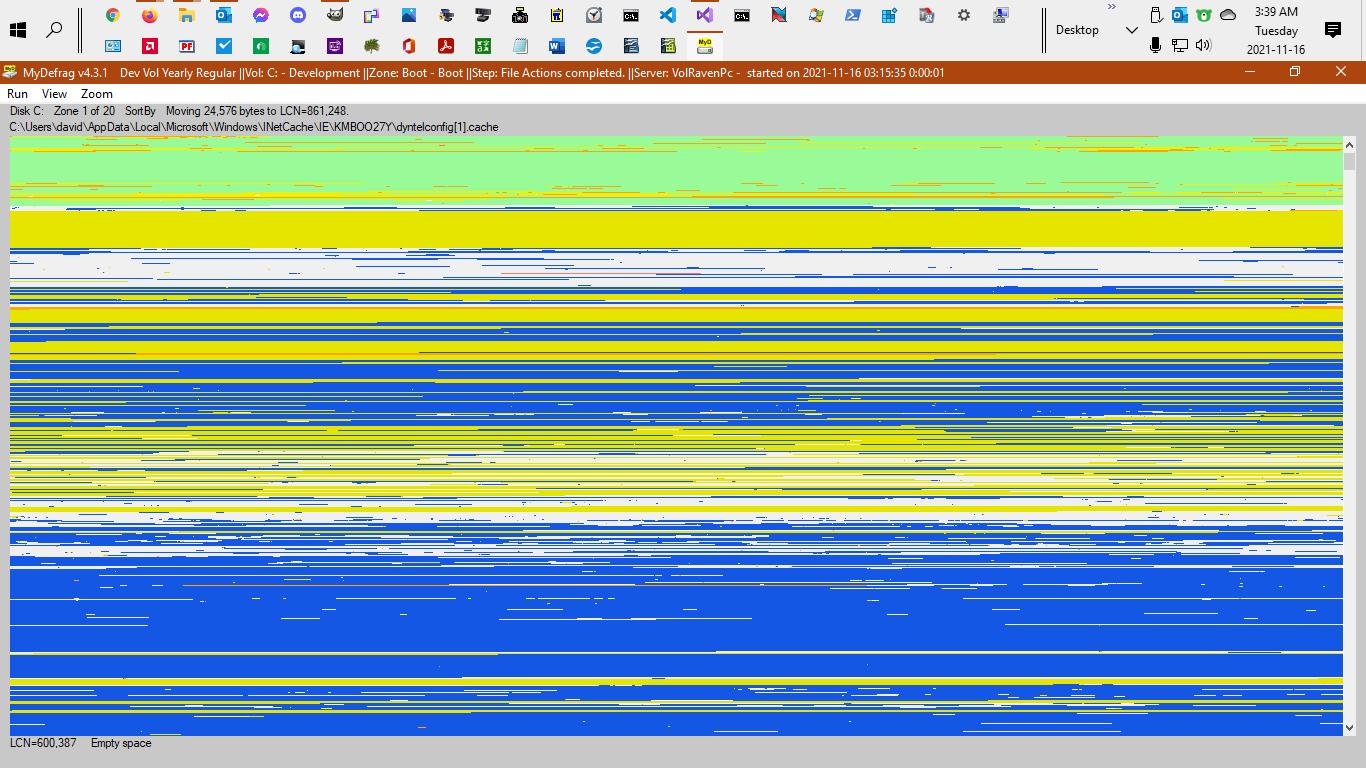 3:39 AM
Desktop
Tuesday
2021-11-16
MyDefrag v4.3.1 Dev Vol Yearly Regular ||Vol: C: - Development ||Zone: Boot - Boot ||Step: File Actions completed. ||Server: VolRavenPc - started on 2021-11-16 03:15:35 0:00:01
Run View Zoom
Disk C: Zone 1 of 20 SortBy Moving 24,576 bytes to LCN=861,248.
C:\Users\david\AppData\Local\Microsoft\Windows\INetCache\IE\KMBOO27Y\dyntelconfig[1].cache
LCN=600,387 Empty space